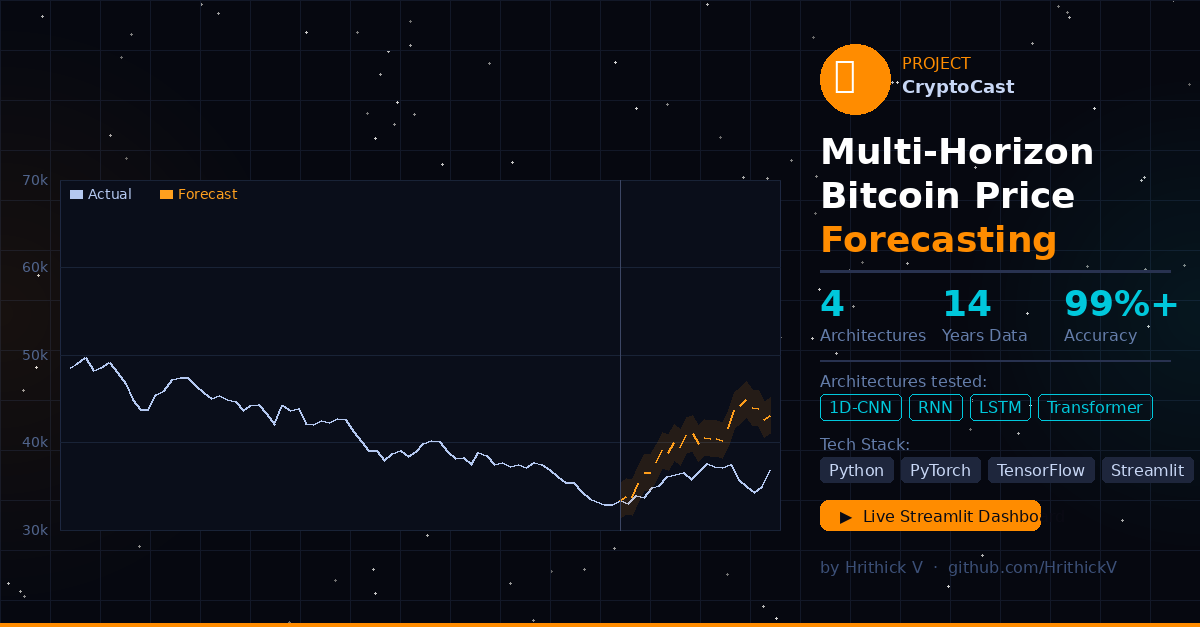 70k
60k
50k
40k
30k
Actual Forecast
PROJECT
CryptoCast
Multi-Horizon
Bitcoin Price
Forecasting
4 14 99%+
Architectures Years Data Accuracy
Architectures tested:
1D-CNN RNN LSTM Transformer
Tech Stack:
Python PyTorch TensorFlow Streamlit
▶ Live Streamlit Dashboa
by Hrithick V · github.com/HrithickV